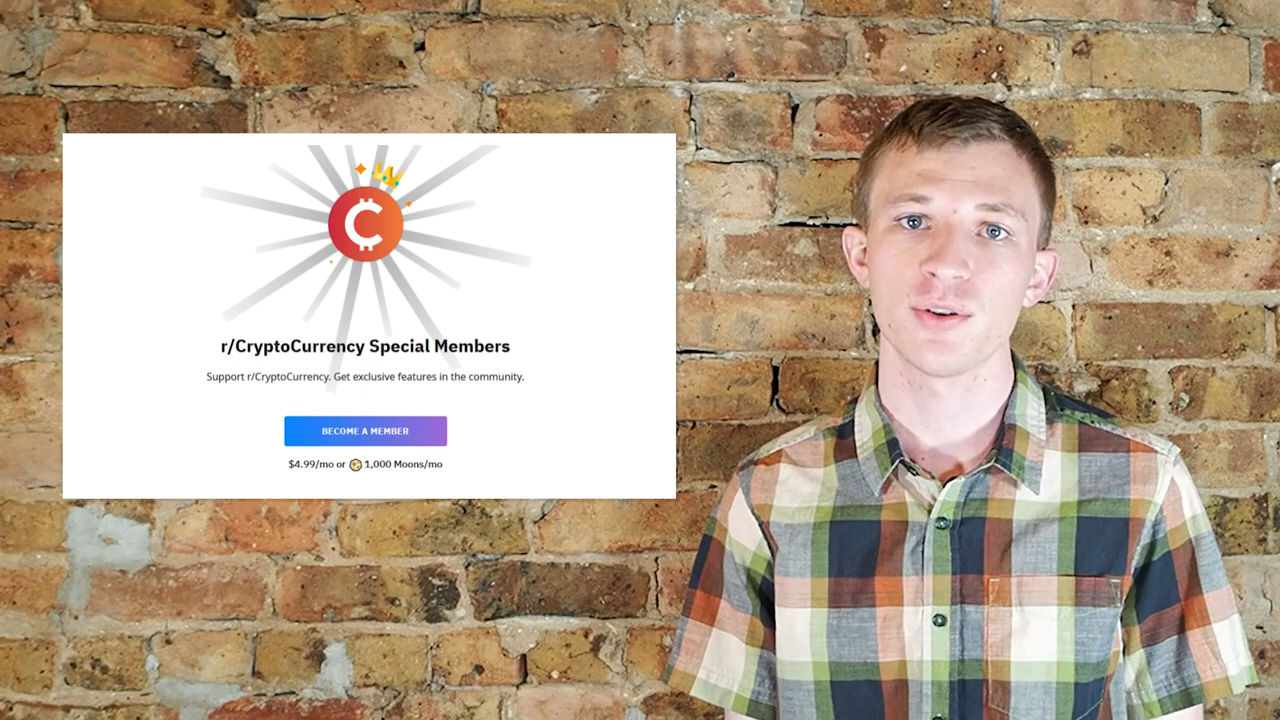 r/CryptoCurrency Special Members
Support r/CryptoCurrency. Get exclusive features in the community.
BECOME A MEMBER
$4.99/mo or 1,000 Moons/mo